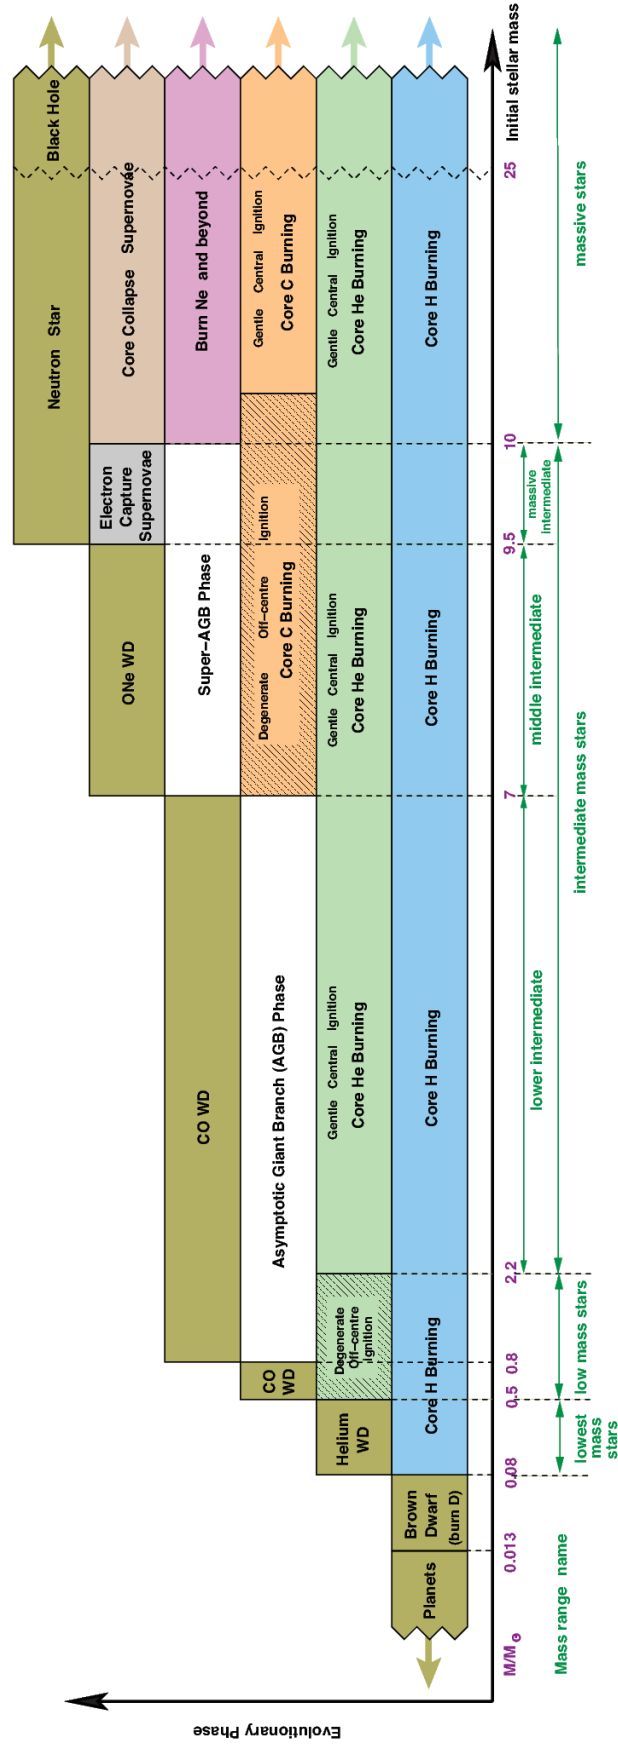 Neutron Star
Black Hole
ONe WD
Electron
Capture
Supernovae
Core Collapse Supernovae
CO WD
Super–AGB Phase
Burn Ne and beyond
CO
WD
Asymptotic Giant Branch (AGB) Phase
Degenerate Off–centre Ignition
Core C Burning
Gentle Central Ignition
Core C Burning
Helium
WD
Degenerate
Off–centre
Ignition
Gentle Central Ignition
Core He Burning
Gentle Central Ignition
Core He Burning
Gentle Central Ignition
Core He Burning
Planets
Brown
Dwarf
(burn D)
Core H Burning
Core H Burning
Core H Burning
Core H Burning
Evolutionary Phase
Initial stellar mass
M/M⊙ 0.013 0.08 0.5 0.8 2.2 7 9.5 10 25
lower intermediate
middle intermediate
massive
intermediate
Mass range name
lowest
mass
stars
low mass stars
intermediate mass stars
massive stars